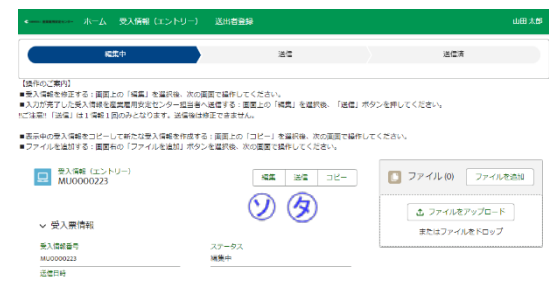 ホーム 受入情報（エントリー） 送出者登録 山田 太郎
編集中 送信 送信済
【操作のご案内】
■受入情報を修正する：画面上の「編集」を選択後、次の画面で操作してください。
■入力が完了した受入情報を産業雇用安定センター担当者へ送信する：画面上の「編集」を選択後、「送信」ボタンを押してください。
!!ご注意!! 「送信」は１情報１回のみとなります。送信後は修正できません。
■表示中の受入情報をコピーして新たな受入情報を作成する：画面上の「コピー」を選択後、次の画面で操作してください。
■ファイルを追加する：画面右の「ファイルを追加」ボタンを選択後、次の画面で操作してください。
受入情報（エントリー）
MU0000223
編集 送信 コピー
ソ タ
ファイル (0) ファイルを追加
ファイルをアップロード
またはファイルをドロップ
受入票情報
受入情報番号 ステータス
MU0000223 編集中
送信日時